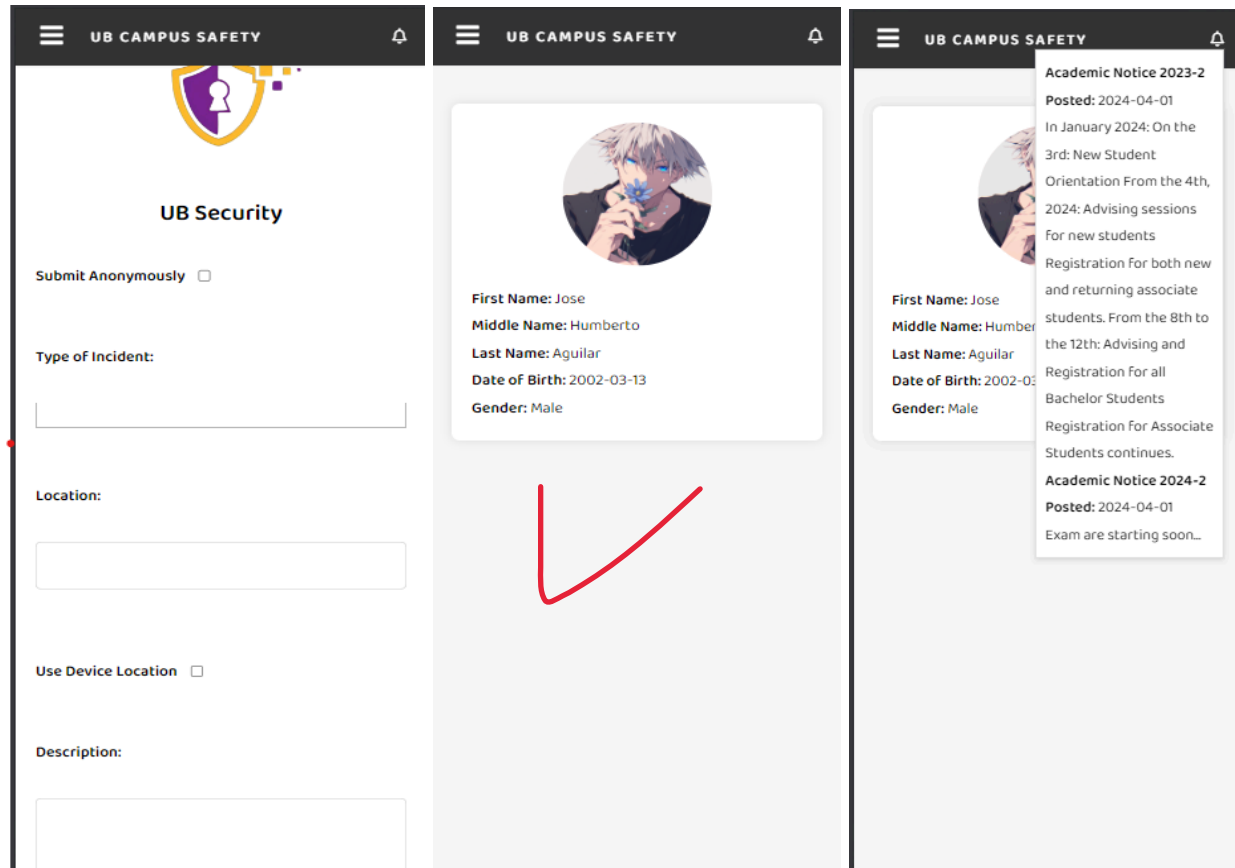 UB CAMPUS SAFETY
UB Security
Submit Anonymously
Type of Incident:
Location:
Use Device Location
Description:
UB CAMPUS SAFETY
First Name: Jose
Middle Name: Humberto
Last Name: Aguilar
Date of Birth: 2002-03-13
Gender: Male
UB CAMPUS SAFETY
First Name: Jose
Middle Name: Humber
Last Name: Aguilar
Date of Birth: 2002-03
Gender: Male
Academic Notice 2023-2
Posted: 2024-04-01
In January 2024: On the
3rd: New Student
Orientation From the 4th,
2024: Advising sessions
for new students
Registration for both new
and returning associate
students. From the 8th to
the 12th: Advising and
Registration for all
Bachelor Students
Registration for Associate
Students continues.
Academic Notice 2024-2
Posted: 2024-04-01
Exam are starting soon...